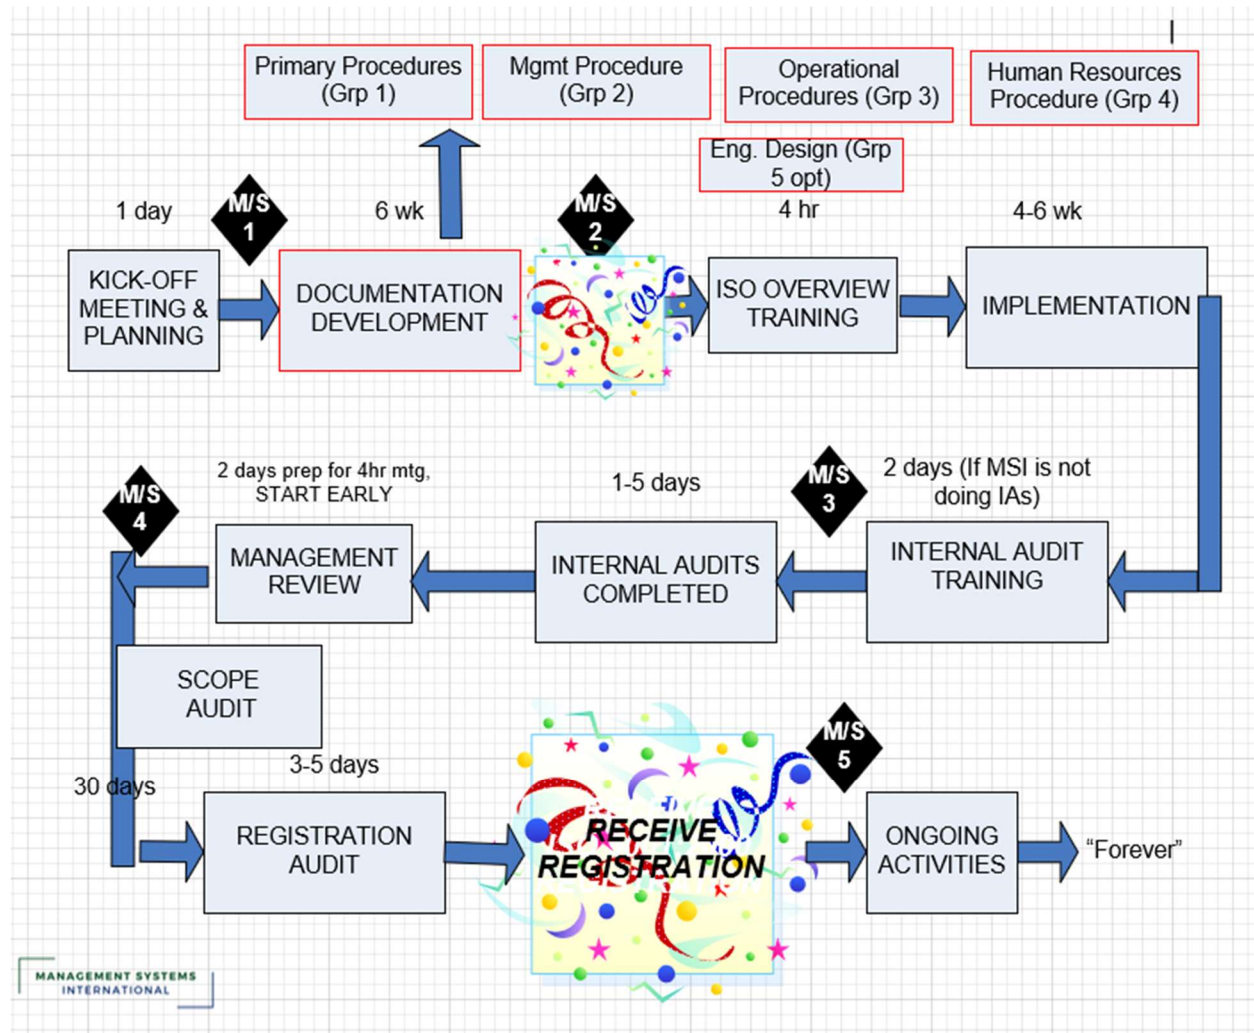 Primary Procedures
(Grp 1)
Mgmt Procedure
(Grp 2)
Operational
Procedures (Grp 3)
Human Resources
Procedure (Grp 4)
Eng. Design (Grp
5 opt)
1 day
M/S
1
6 wk
M/S
2
4 hr
4-6 wk
KICK-OFF
MEETING &
PLANNING
DOCUMENTATION
DEVELOPMENT
ISO OVERVIEW
TRAINING
IMPLEMENTATION
M/S
4
2 days prep for 4hr mtg,
START EARLY
1-5 days
M/S
3
2 days (If MSI is not
doing IAs)
MANAGEMENT
REVIEW
INTERNAL AUDITS
COMPLETED
INTERNAL AUDIT
TRAINING
SCOPE
AUDIT
30 days
3-5 days
M/S
5
REGISTRATION
AUDIT
RECEIVE
REGISTRATION
ONGOING
ACTIVITIES
“Forever”
MANAGEMENT SYSTEMS
INTERNATIONAL